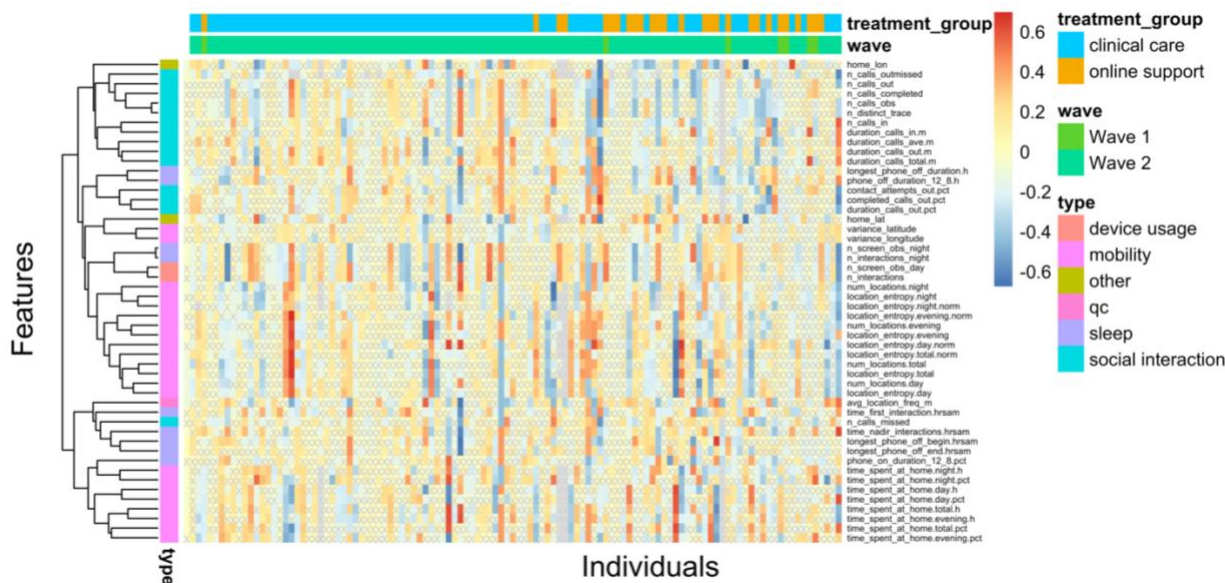 treatment_group
wave
home_lon
n_calls_outmissed
n_calls_out
n_calls_completed
n_calls_obs
n_distinct_trace
n_calls_in
duration_calls_in.m
duration_calls_ave.m
duration_calls_out.m
duration_calls_total.m
longest_phone_off_duration.h
phone_off_duration_12_8.h
contact_attempts_out.pct
completed_calls_out.pct
duration_calls_out.pct
home_lat
variance_latitude
variance_longitude
n_screen_obs_night
n_interactions_night
n_screen_obs_day
n_interactions
num_locations.night
location_entropy.night
location_entropy.night.norm
location_entropy.evening.norm
num_locations.evening
location_entropy.evening
location_entropy.day.norm
location_entropy.total.norm
num_locations.total
location_entropy.total
num_locations.day
location_entropy.day
avg_location_freq_m
time_first_interaction.hrsam
n_calls_missed
time_nadir_interactions.hrsam
longest_phone_off_begin.hrsam
longest_phone_off_end.hrsam
phone_on_duration_12_8.pct
time_spent_at_home.night.h
time_spent_at_home.night.pct
time_spent_at_home.day.h
time_spent_at_home.day.pct
time_spent_at_home.total.h
time_spent_at_home.evening.h
time_spent_at_home.total.pct
time_spent_at_home.evening.pct
Features
type
Individuals
0.6
0.4
0.2
0
-0.2
-0.4
-0.6
treatment_group
clinical care
online support
wave
Wave 1
Wave 2
type
device usage
mobility
other
qc
sleep
social interaction